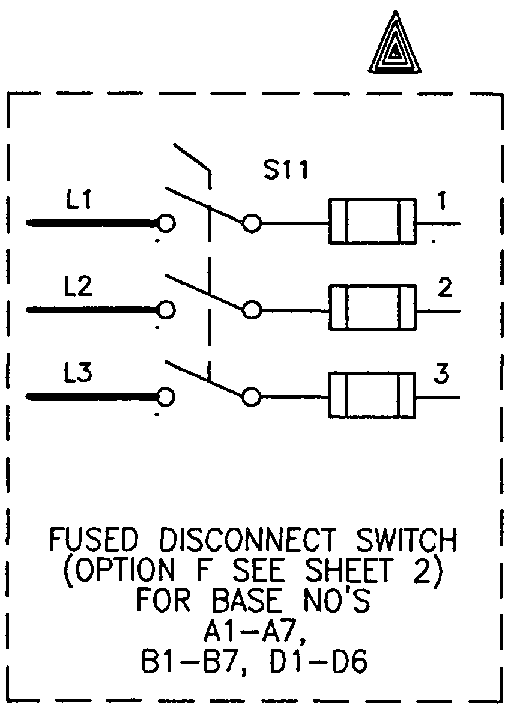 S11
L1 1
L2 2
L3 3
FUSED DISCONNECT SWITCH
(OPTION F SEE SHEET 2)
FOR BASE NO'S
A1-A7,
B1-B7, D1-D6